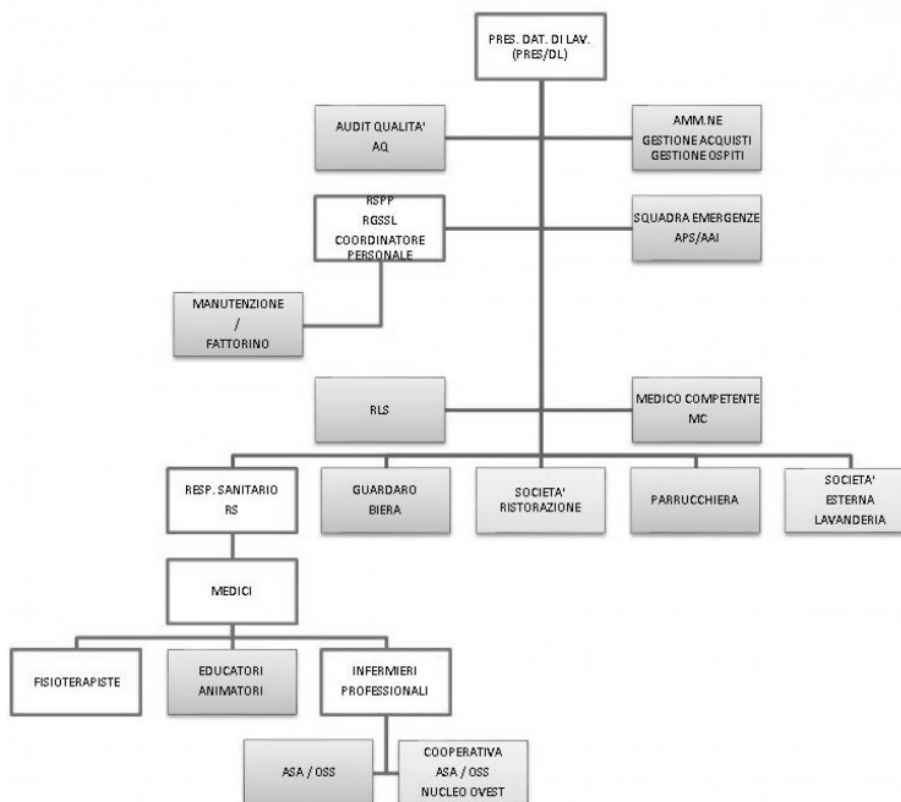 PRES. DAT. DI LAV.
(PRES/DL)
AUDIT QUALITA'
AQ
AMM.NE
GESTIONE ACQUISTI
GESTIONE OSPITI
RSPP
RGSSL
COORDINATORE
PERSONALE
SQUADRA EMERGENZE
APS/AAI
MANUTENZIONE
/
FATTORINO
RLS
MEDICO COMPETENTE
MC
RESP. SANITARIO
RS
GUARDARO
BIERA
SOCIETA'
RISTORAZIONE
PARRUCCHIERA
SOCIETA'
ESTERNA
LAVANDERIA
MEDICI
FISIOTERAPISTE
EDUCATORI
ANIMATORI
INFERMIERI
PROFESSIONALI
ASA / OSS
COOPERATIVA
ASA / OSS
NUCLEO OVEST